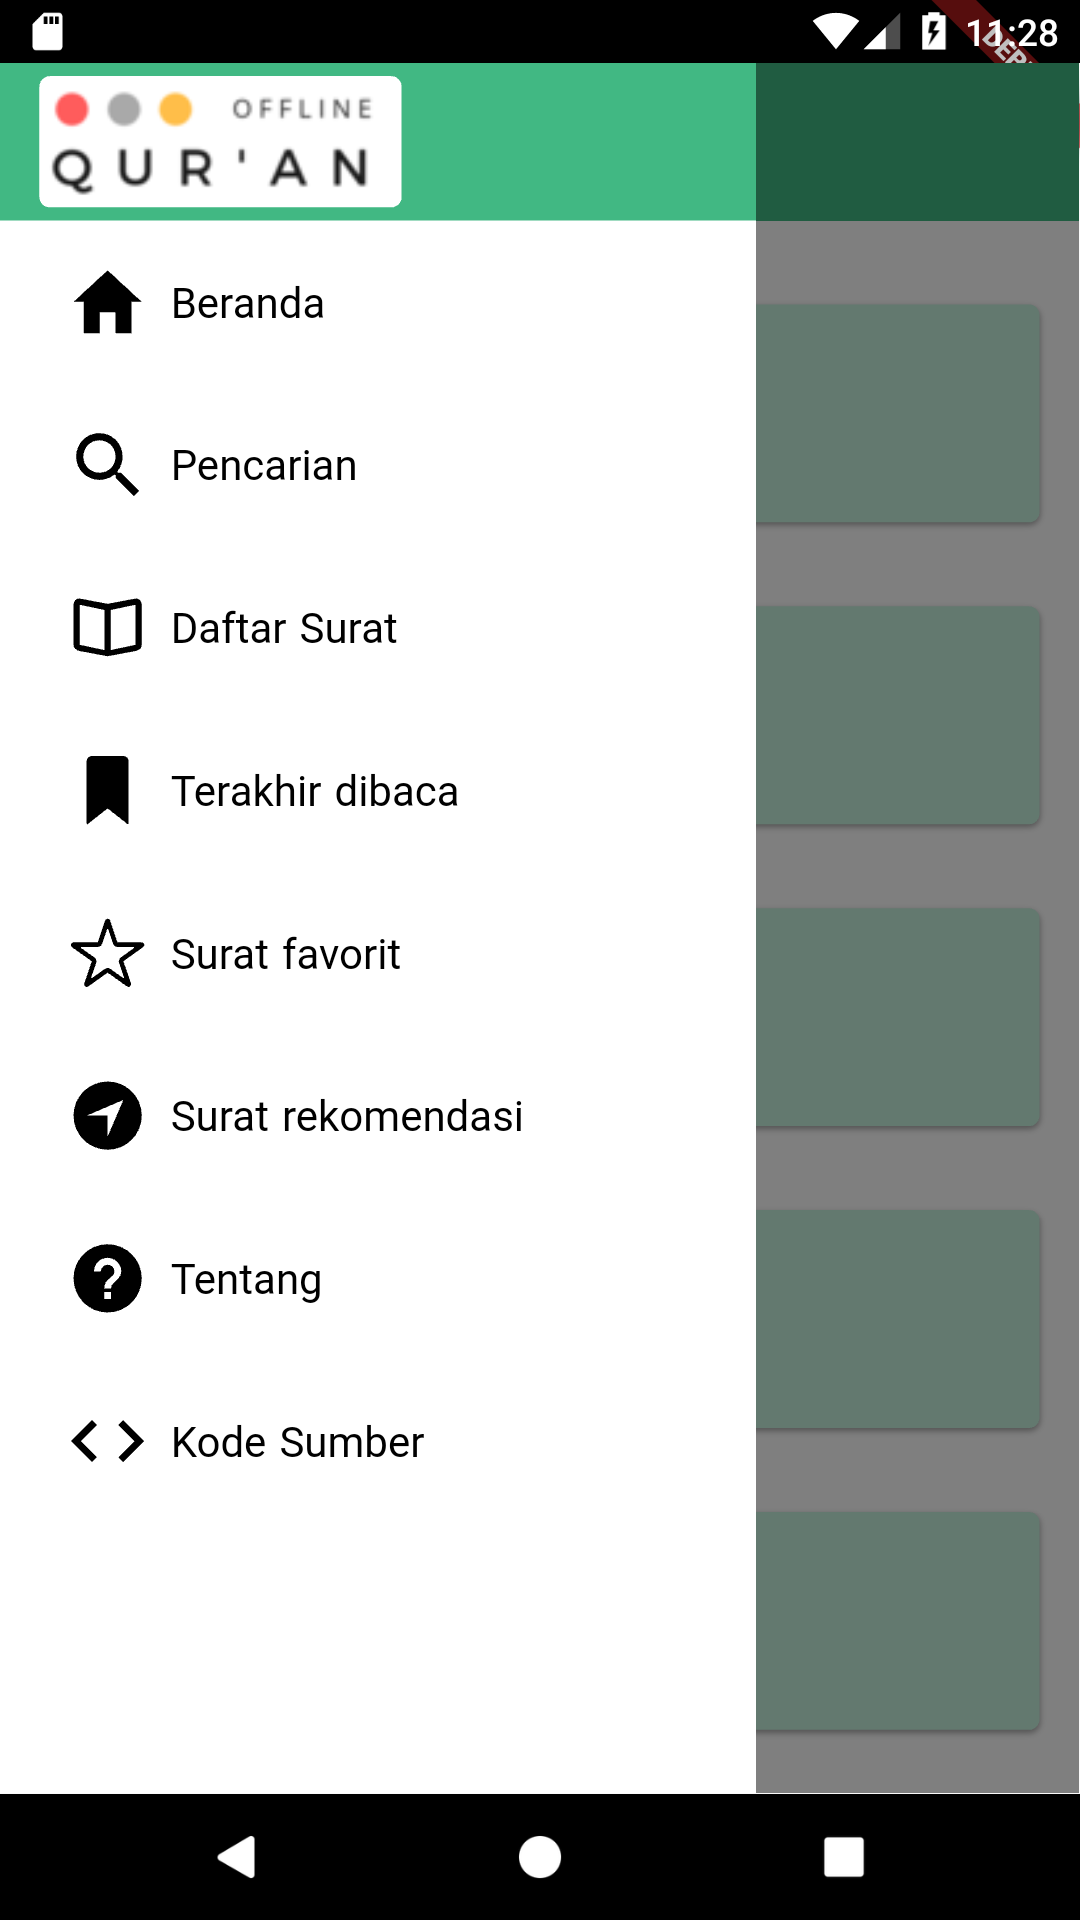 11:28
OFFLINE
QUR'AN
Beranda
Pencarian
Daftar Surat
Terakhir dibaca
Surat favorit
Surat rekomendasi
Tentang
Kode Sumber